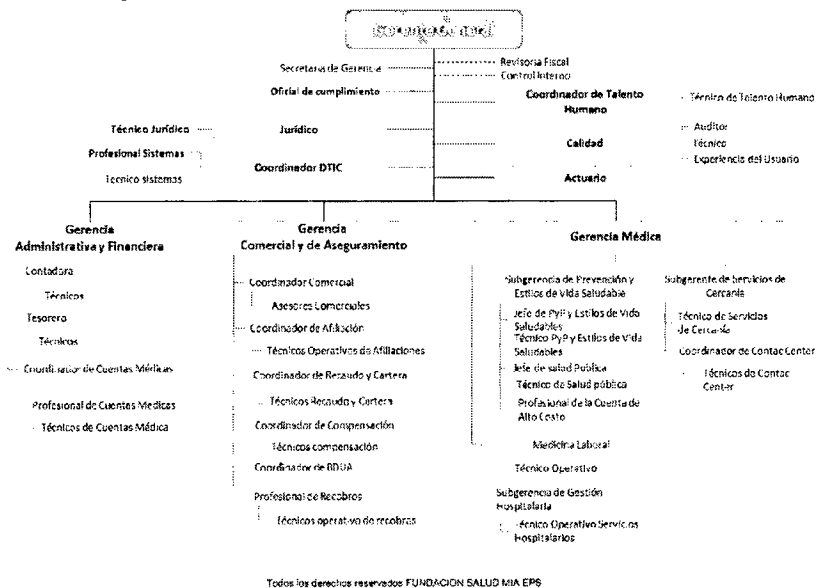 Secretaria de Gerencia
Revisoria Fiscal
Control Interno
Oficial de cumplimiento
Coordinador de Talento
Humano
Técnico de Talento Humano
Técnico Jurídico
Jurídico
Auditor
Profesional Sistemas
Calidad
Técnico
Coordinador DTIC
Experiencia del Usuario
Tecnico sistemas
Actuario
Gerencia
Administrativa y Financiera
Contadora
Técnicos
Tesorero
Técnicos
Coordinador de Cuentas Médicas
Profesional de Cuentas Medicas
Técnicos de Cuentas Médica
Gerencia
Comercial y de Aseguramiento
Coordinador Comercial
Asesores Comerciales
Coordinador de Afiliación
Técnicos Operativos de Afiliaciones
Coordinador de Recaudo y Cartera
Técnicos Recaudo y Cartera
Coordinador de Compensación
Técnicos compensación
Coordinador de BDUA
Profesional de Recobros
Técnicos operativo de recobras
Gerencia Médica
Subgerencia de Prevención y
Estilos de Vida Saludable
Jefe de PyP y Estilos de Vida
Saludables
Técnico PyP y Estilos de Vida
Saludables
Jefe de salud Pública
Técnico de Salud pública
Profesional de la Cuenta de
Alto Costo
Medicina Laboral
Técnico Operativo
Subgerencia de Gestión
Hospitalaria
Técnico Operativo Servicios
Hospitalarios
Subgerente de Servicios de
Cercanía
Técnico de Servicios
de Cercanía
Coordinador de Contac Center
Técnicos de Contac
Center
Todos los derechos reservados FUNDACION SALUD MIA EPS